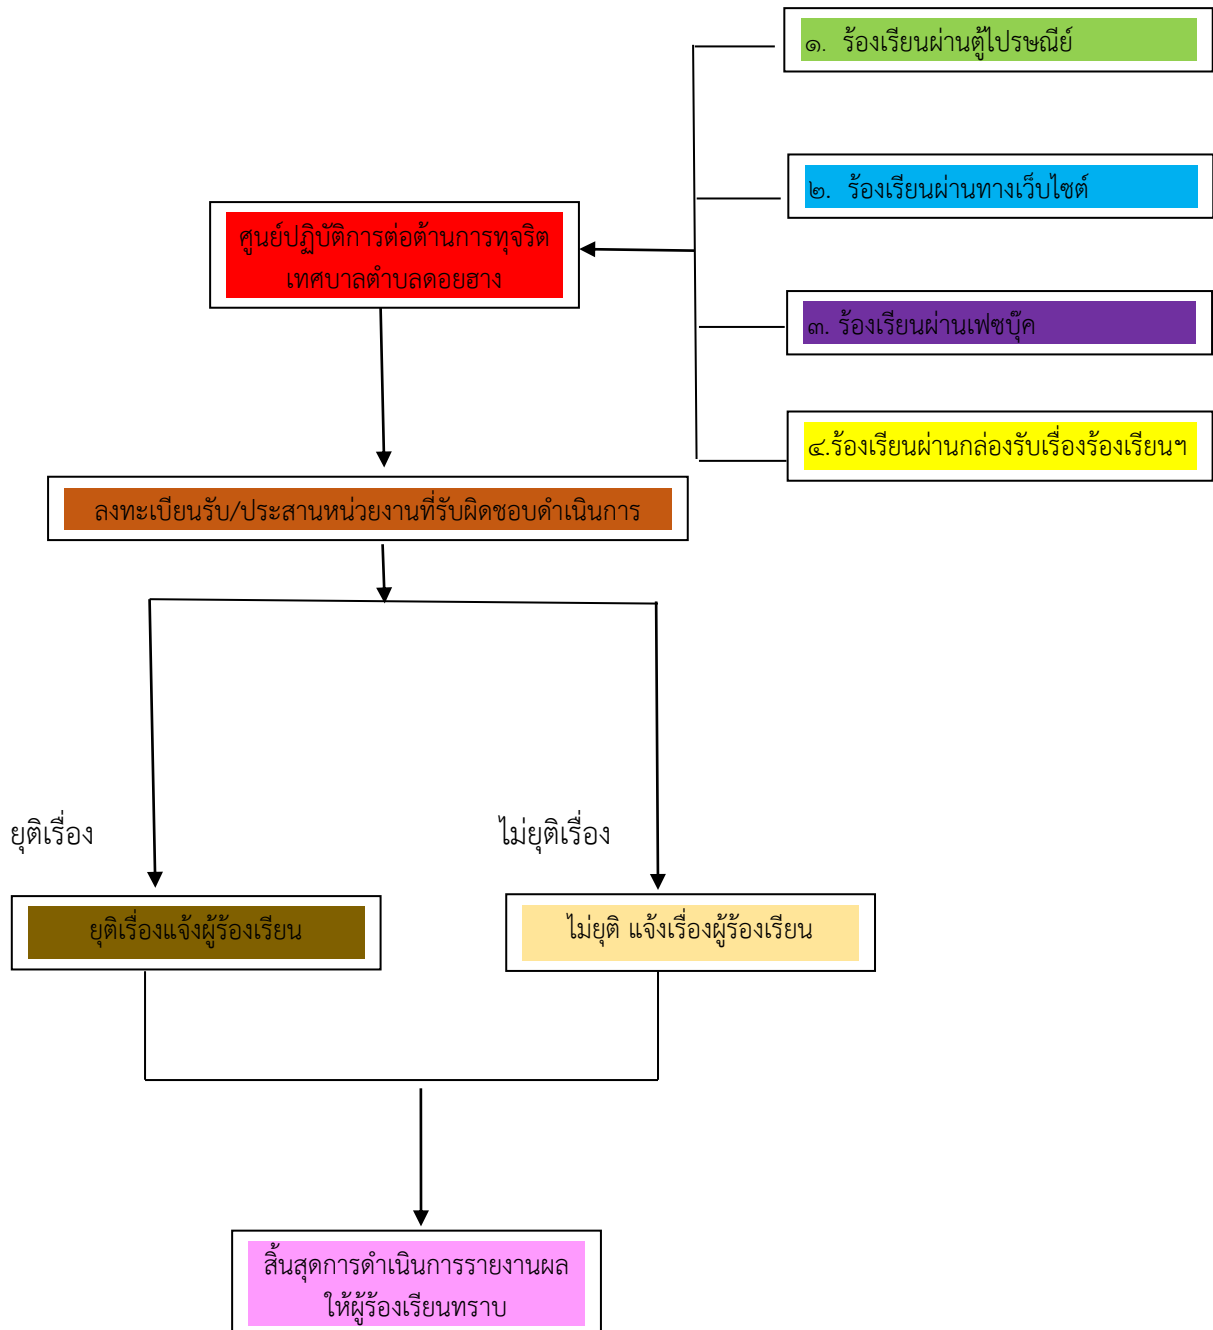 ๑.  ร้องเรียนผ่านตู้ไปรษณีย์
๒.  ร้องเรียนผ่านทางเว็บไซต์
ศูนย์ปฏิบัติการต่อต้านการทุจริต
เทศบาลตำบลดอยฮาง
๓. ร้องเรียนผ่านเฟซบุ๊ค
๔.ร้องเรียนผ่านกล่องรับเรื่องร้องเรียนฯ
ลงทะเบียนรับ/ประสานหน่วยงานที่รับผิดชอบดำเนินการ
ยุติเรื่อง
ไม่ยุติเรื่อง
ยุติเรื่องแจ้งผู้ร้องเรียน
ไม่ยุติ แจ้งเรื่องผู้ร้องเรียน
สิ้นสุดการดำเนินการรายงานผล
ให้ผู้ร้องเรียนทราบ